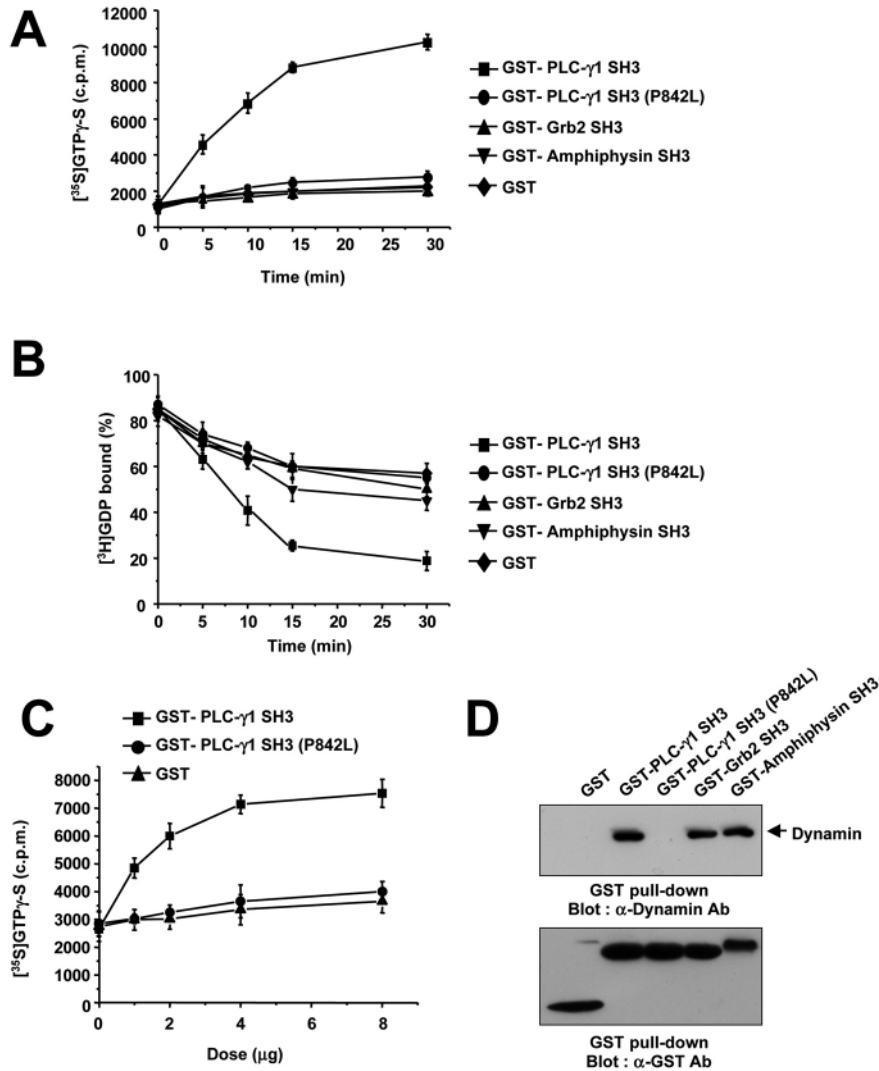 A
[35S]GTPγ-S (c.p.m.)
12000
10000
8000
6000
4000
2000
0
0 5 10 15 20 25 30
Time (min)
GST- PLC-γ1 SH3
GST- PLC-γ1 SH3 (P842L)
GST- Grb2 SH3
GST- Amphiphysin SH3
GST
B
[3H]GDP bound (%)
100
80
60
40
20
0
0 5 10 15 20 25 30
Time (min)
GST- PLC-γ1 SH3
GST- PLC-γ1 SH3 (P842L)
GST- Grb2 SH3
GST- Amphiphysin SH3
GST
C
GST- PLC-γ1 SH3
GST- PLC-γ1 SH3 (P842L)
GST
[35S]GTPγ-S (c.p.m.)
8000
7000
6000
5000
4000
3000
2000
1000
0
0 2 4 6 8
Dose (μg)
D
GST
GST-PLC-γ1 SH3
GST-PLC-γ1 SH3 (P842L)
GST-Grb2 SH3
GST-Amphiphysin SH3
Dynamin
GST pull-down
Blot : α-Dynamin Ab
GST pull-down
Blot : α-GST Ab